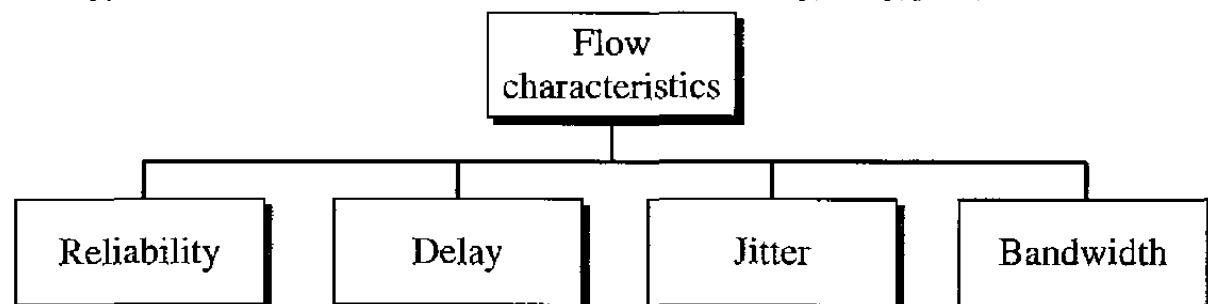 Flow
characteristics
Reliability
Delay
Jitter
Bandwidth